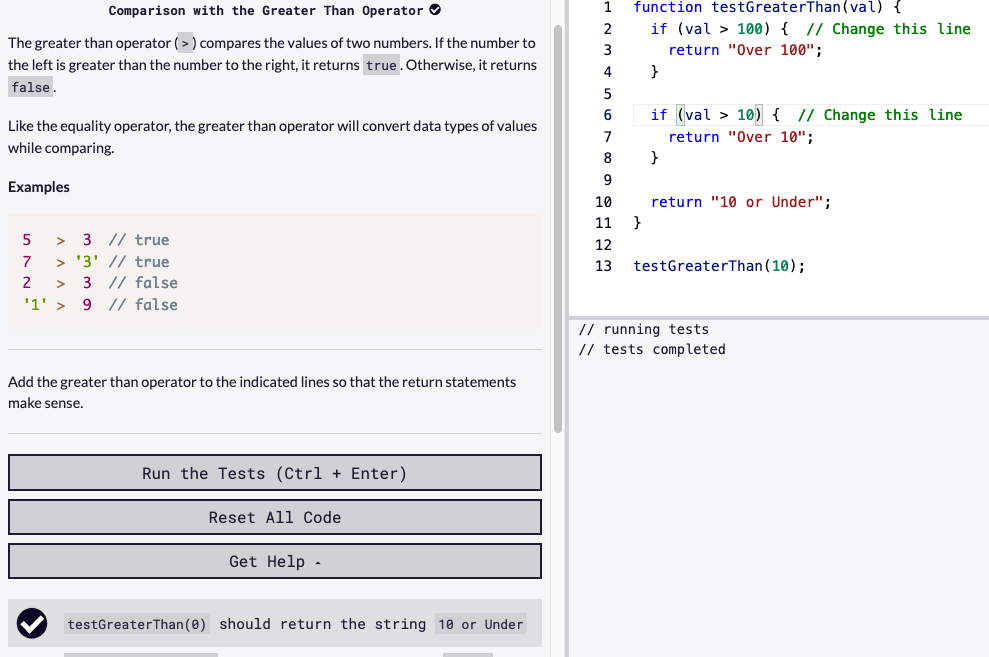 Comparison with the Greater Than Operator
The greater than operator ( > ) compares the values of two numbers. If the number to
the left is greater than the number to the right, it returns true . Otherwise, it returns
false .
Like the equality operator, the greater than operator will convert data types of values
while comparing.
Examples
5 > 3 // true
7 > '3' // true
2 > 3 // false
'1' > 9 // false
Add the greater than operator to the indicated lines so that the return statements
make sense.
Run the Tests (Ctrl + Enter)
Reset All Code
Get Help
testGreaterThan(0) should return the string 10 or Under
1 function testGreaterThan(val) {
2 if (val > 100) { // Change this line
3 return "Over 100";
4 }
5
6 if (val > 10) { // Change this line
7 return "Over 10";
8 }
9
10 return "10 or Under";
11 }
12
13 testGreaterThan(10);
// running tests
// tests completed